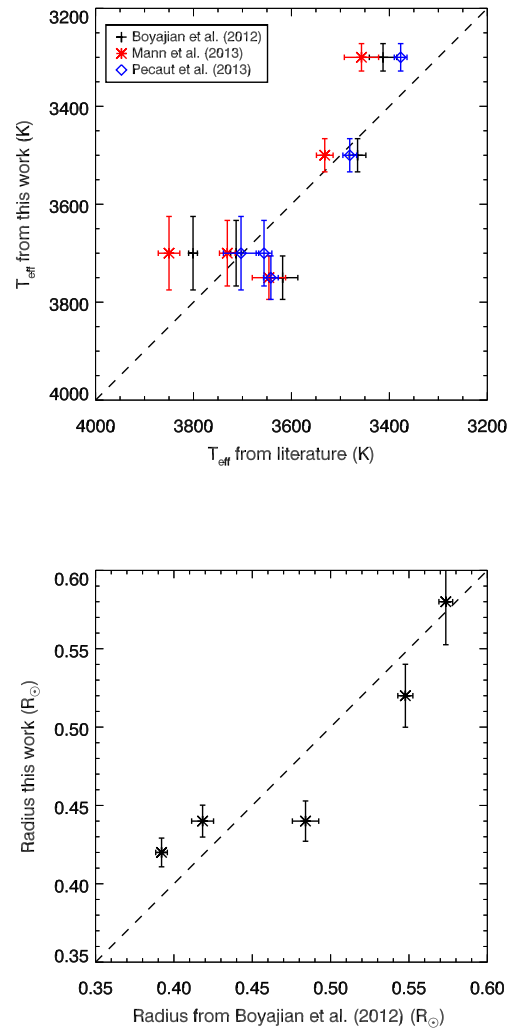 3200
3400
3600
3800
4000
T_eff from this work (K)
+ Boyajian et al. (2012)
Mann et al. (2013)
Pecaut et al. (2013)
4000 3800 3600 3400 3200
T_eff from literature (K)
0.60
0.55
0.50
0.45
0.40
0.35
Radius this work (R☉)
0.35 0.40 0.45 0.50 0.55 0.60
Radius from Boyajian et al. (2012) (R☉)